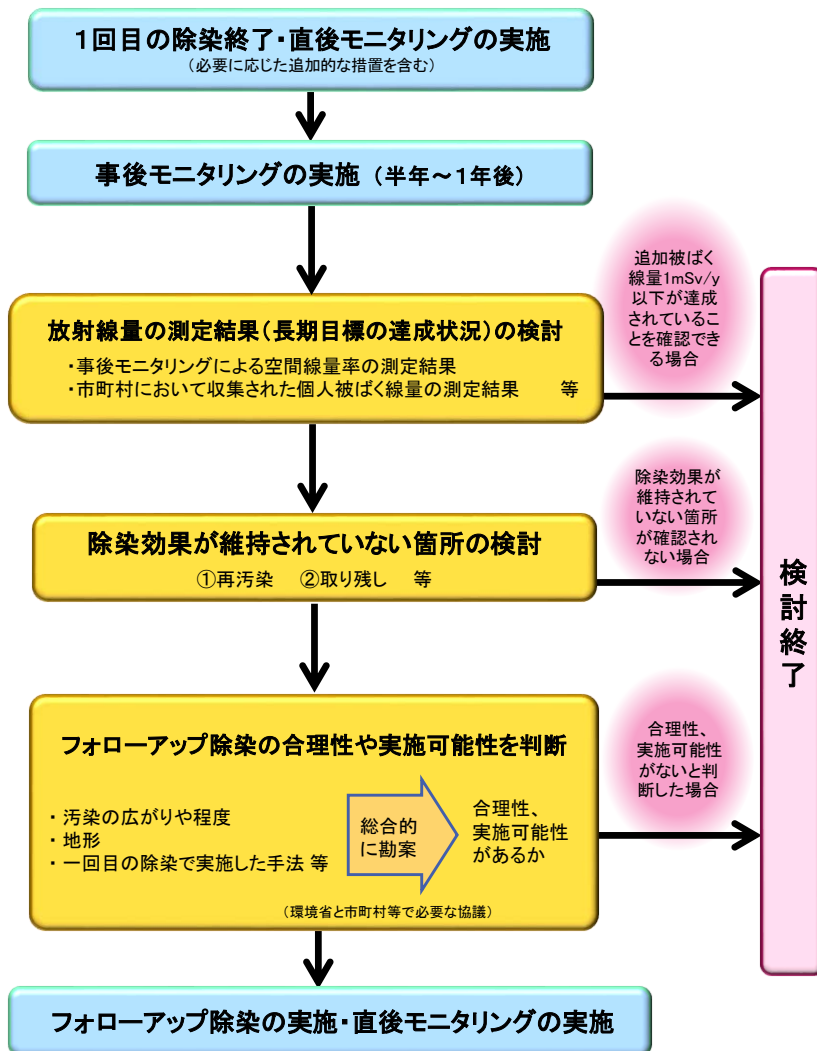 1回目の除染終了・直後モニタリングの実施
（必要に応じた追加的な措置を含む）
事後モニタリングの実施（半年～1年後）
放射線量の測定結果（長期目標の達成状況）の検討
・事後モニタリングによる空間線量率の測定結果
・市町村において収集された個人被ばく線量の測定結果　等
追加被ばく
線量1mSv/y
以下が達成
されているこ
とを確認でき
る場合
除染効果が維持されていない箇所の検討
①再汚染　②取り残し　等
除染効果が
維持されて
いない箇所
が確認され
ない場合
フォローアップ除染の合理性や実施可能性を判断
・汚染の広がりや程度
・地形
・一回目の除染で実施した手法 等
総合的
に勘案
合理性、
実施可能性
があるか
（環境省と市町村等で必要な協議）
合理性、
実施可能性
がないと判
断した場合
検討終了
フォローアップ除染の実施・直後モニタリングの実施